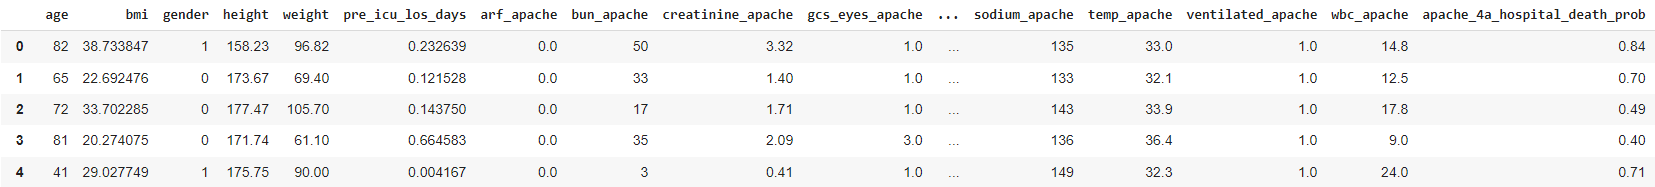 age bmi gender height weight pre_icu_los_days arf_apache bun_apache creatinine_apache gcs_eyes_apache ... sodium_apache temp_apache ventilated_apache wbc_apache apache_4a_hospital_death_prob
0 82 38.733847 1 158.23 96.82 0.232639 0.0 50 3.32 1.0 ... 135 33.0 1.0 14.8 0.84
1 65 22.692476 0 173.67 69.40 0.121528 0.0 33 1.40 1.0 ... 133 32.1 1.0 12.5 0.70
2 72 33.702285 0 177.47 105.70 0.143750 0.0 17 1.71 1.0 ... 143 33.9 1.0 17.8 0.49
3 81 20.274075 0 171.74 61.10 0.664583 0.0 35 2.09 3.0 ... 136 36.4 1.0 9.0 0.40
4 41 29.027749 1 175.75 90.00 0.004167 0.0 3 0.41 1.0 ... 149 32.3 1.0 24.0 0.71